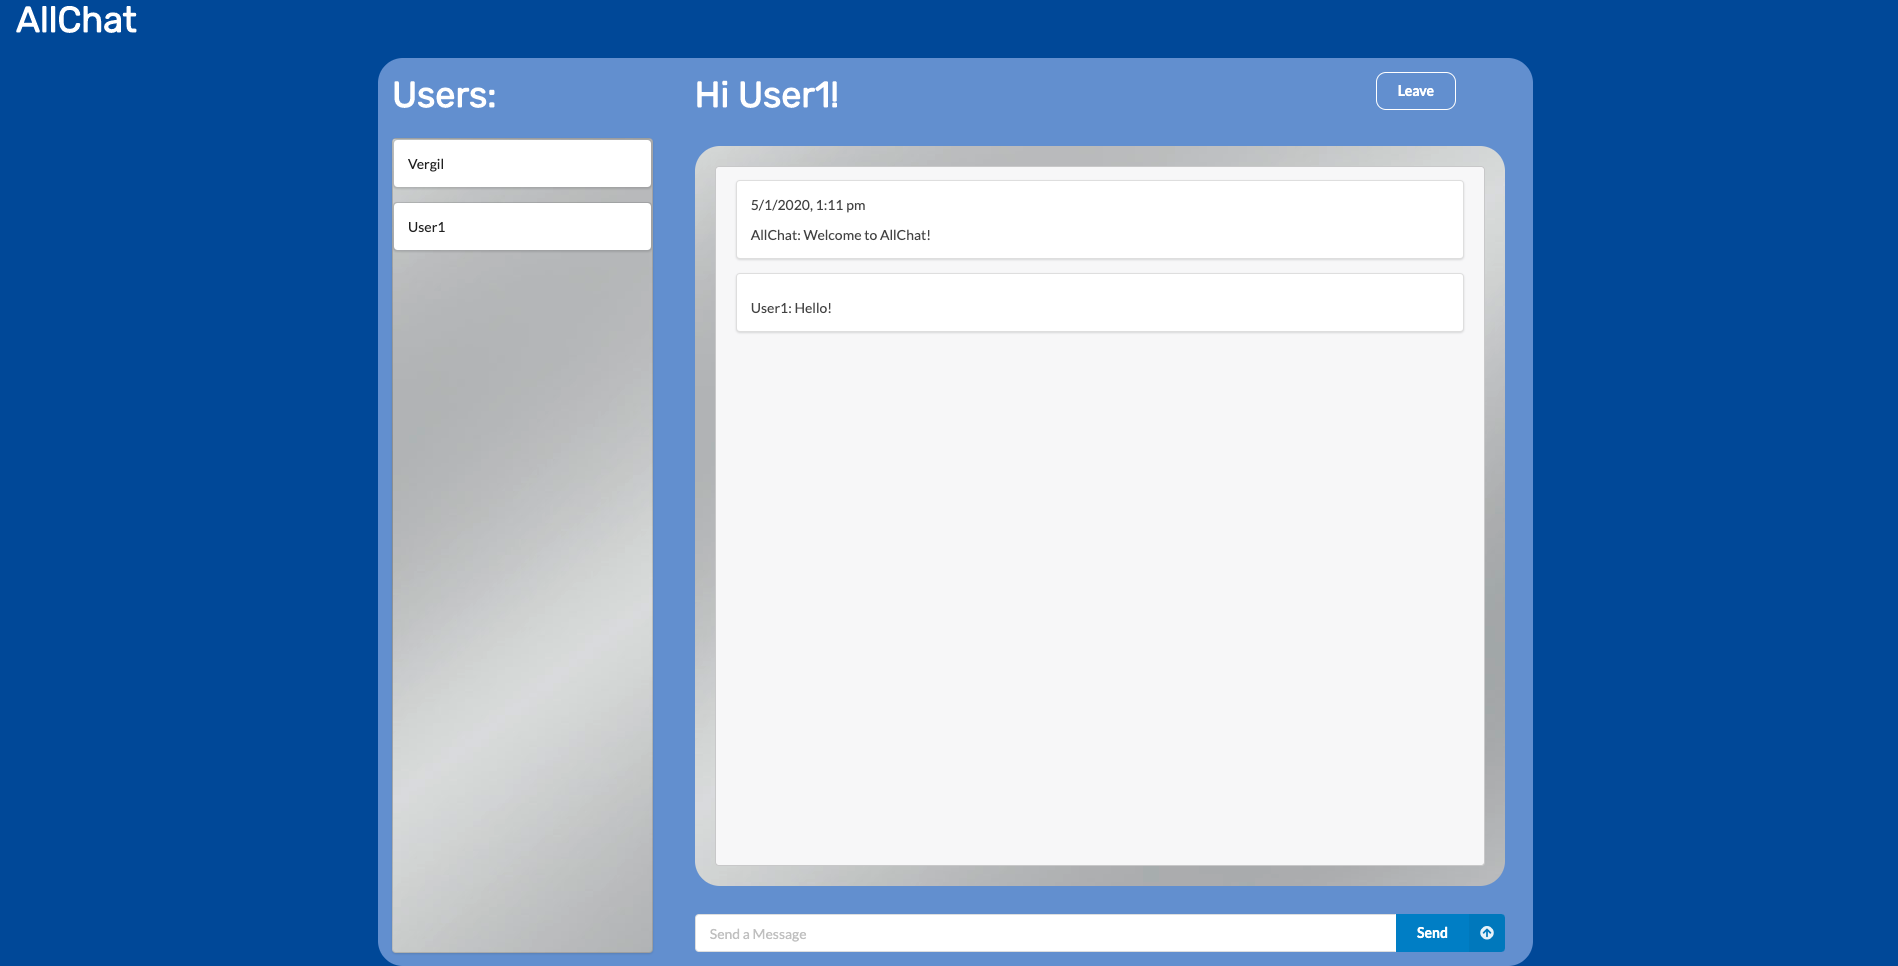 AllChat
Users:
Vergil
User1
Hi User1!
Leave
5/1/2020, 1:11 pm
AllChat: Welcome to AllChat!
User1: Hello!
Send a Message
Send